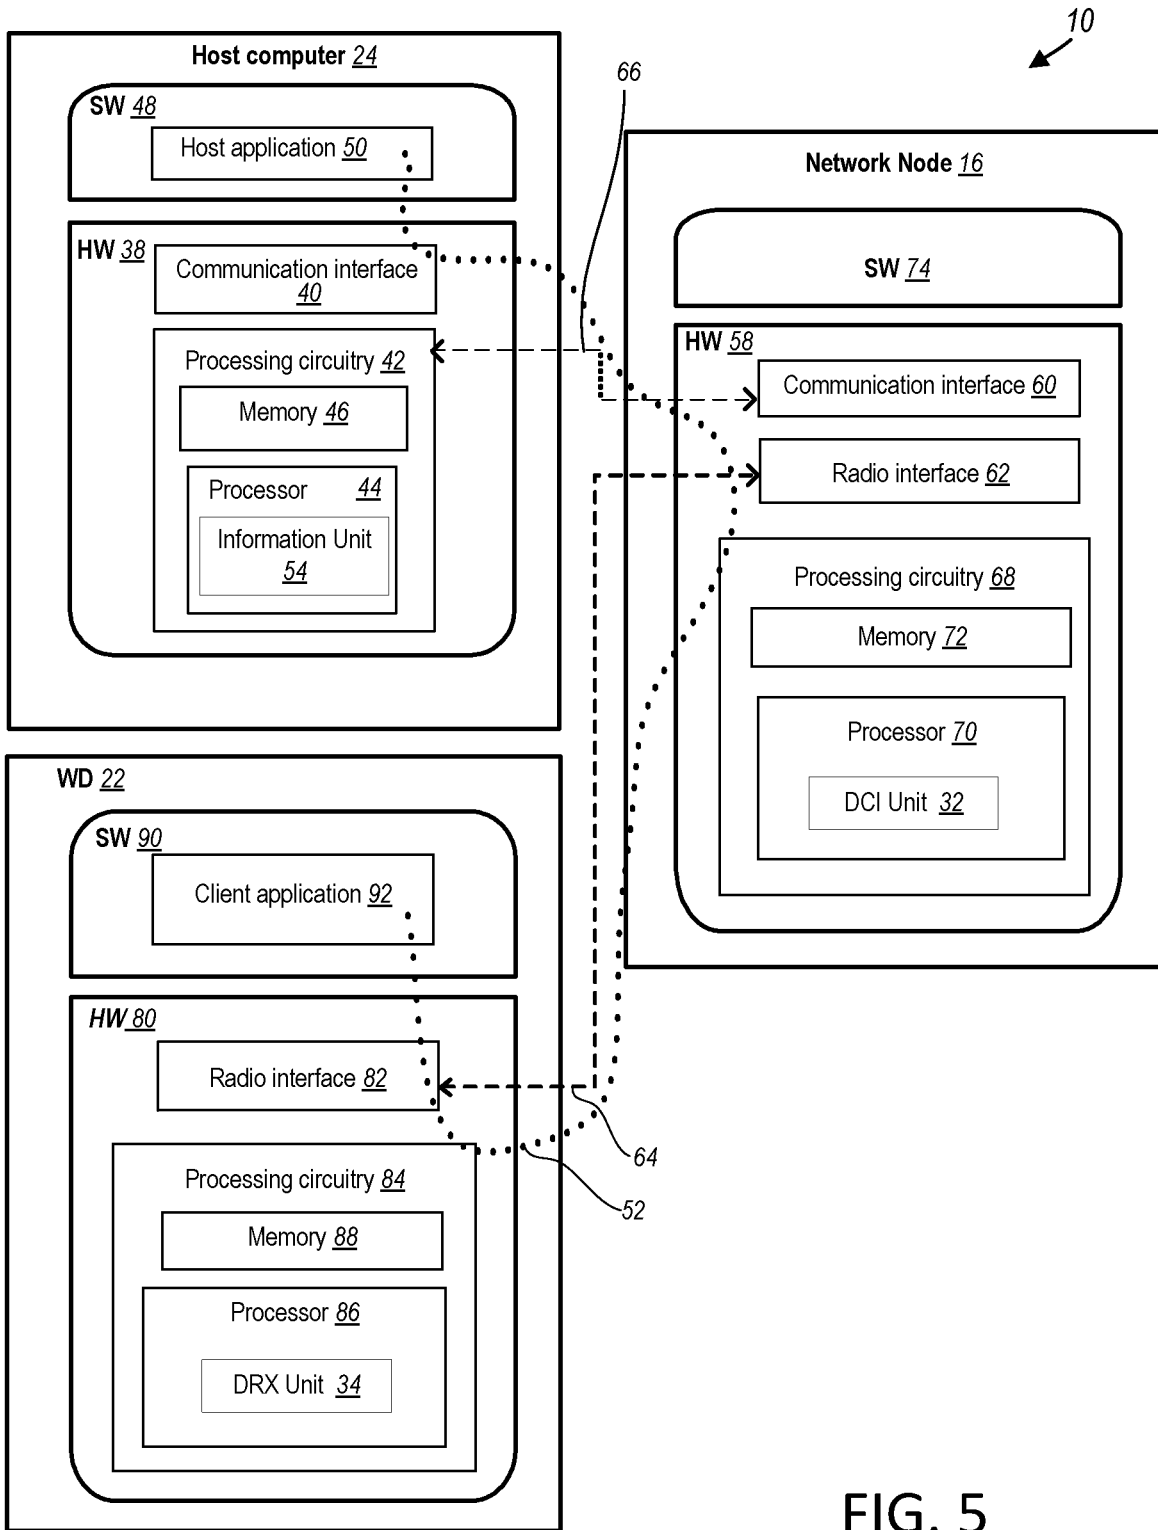 10
Host computer 24
SW 48
Host application 50
HW 38
Communication interface
40
Processing circuitry 42
Memory 46
Processor 44
Information Unit
54
66
Network Node 16
SW 74
HW 58
Communication interface 60
Radio interface 62
Processing circuitry 68
Memory 72
Processor 70
DCI Unit 32
WD 22
SW 90
Client application 92
HW 80
Radio interface 82
Processing circuitry 84
Memory 88
Processor 86
DRX Unit 34
64
52
FIG. 5